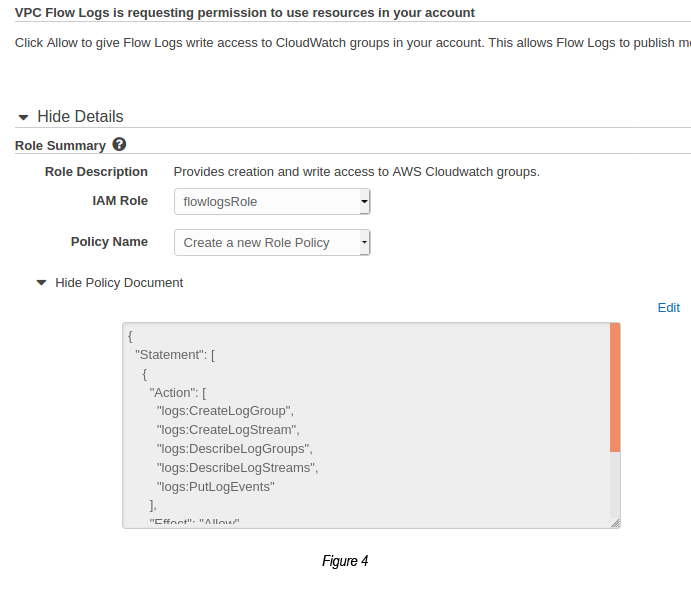 VPC Flow Logs is requesting permission to use resources in your account
Click Allow to give Flow Logs write access to CloudWatch groups in your account. This allows Flow Logs to publish
Hide Details
Role Summary ?
Role Description Provides creation and write access to AWS Cloudwatch groups.
IAM Role flowlogsRole
Policy Name Create a new Role Policy
Hide Policy Document
Edit
{
"Statement": [
{
"Action": [
"logs:CreateLogGroup",
"logs:CreateLogStream",
"logs:DescribeLogGroups",
"logs:DescribeLogStreams",
"logs:PutLogEvents"
],
"Effect": "Allow"
Figure 4